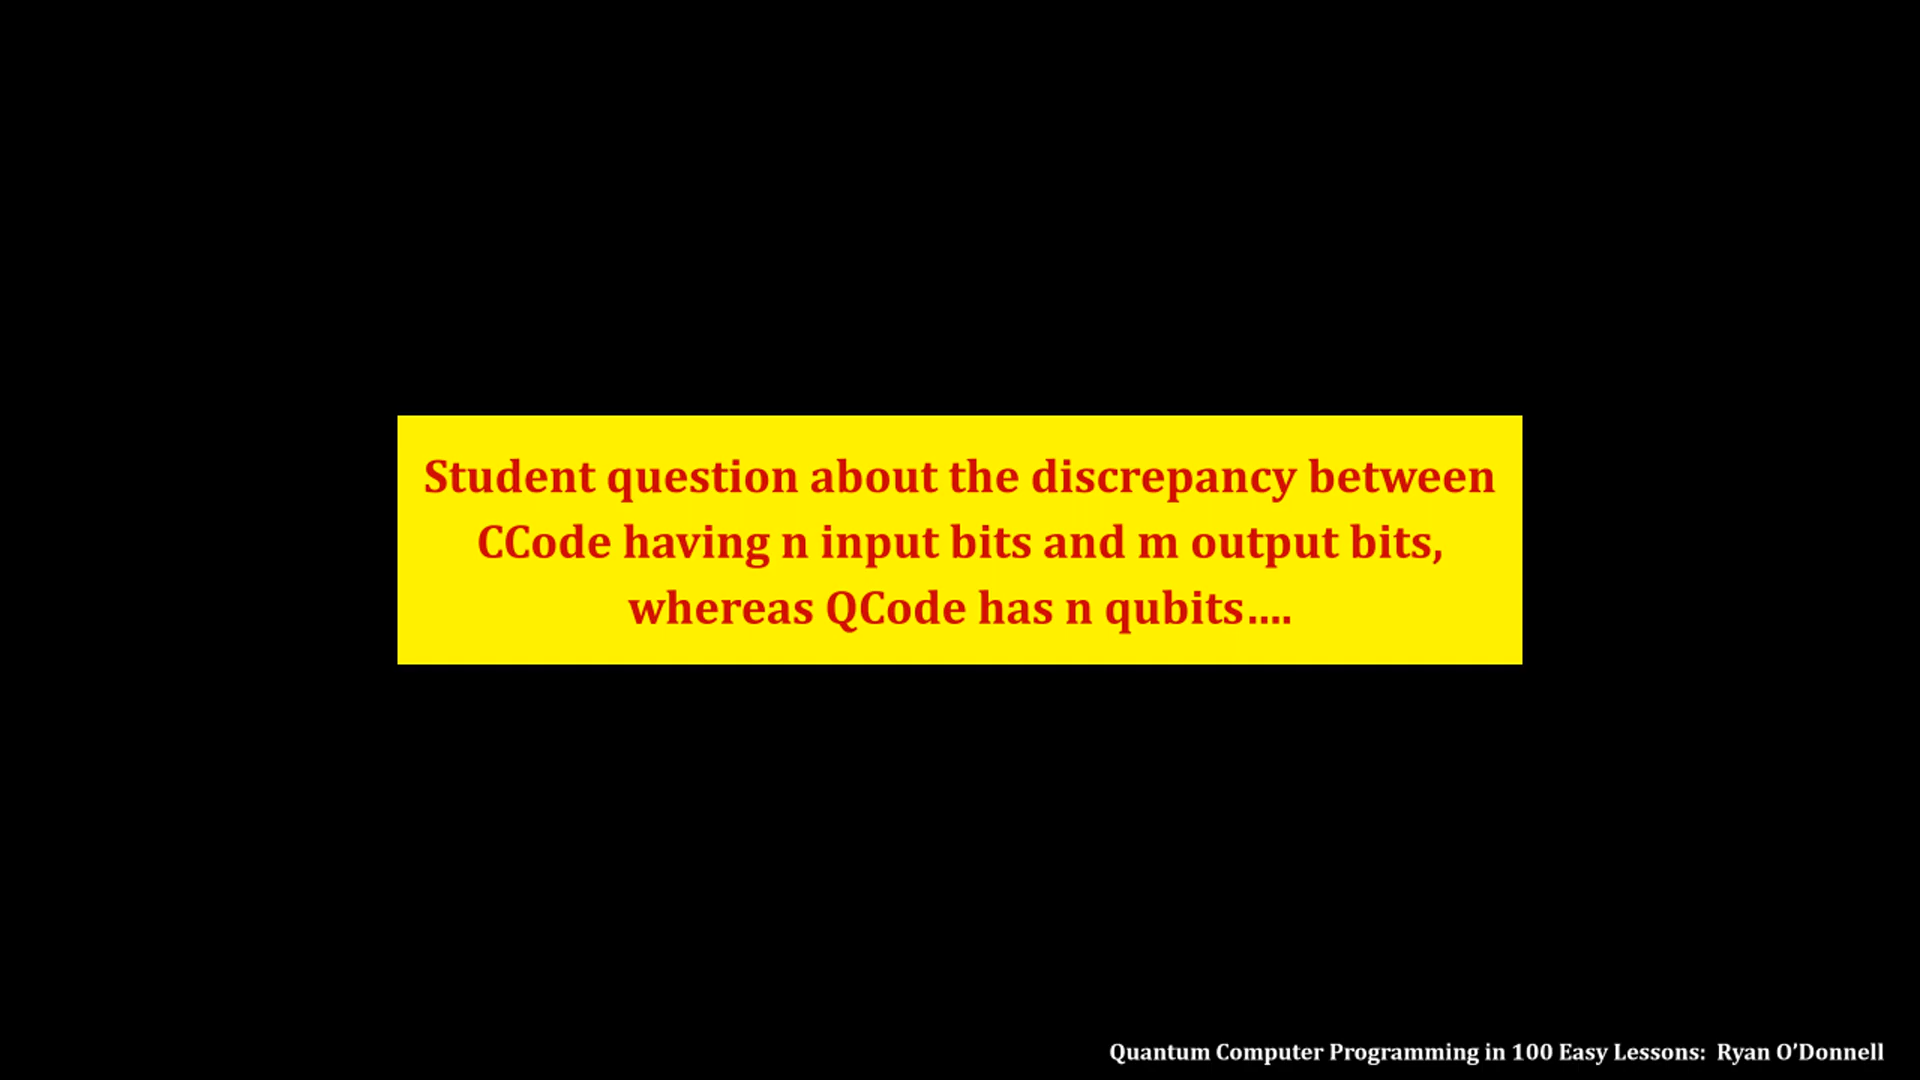 Student question about the discrepancy between
CCode having n input bits and m output bits,
whereas QCode has n qubits....
Quantum Computer Programming in 100 Easy Lessons:  Ryan O’Donnell